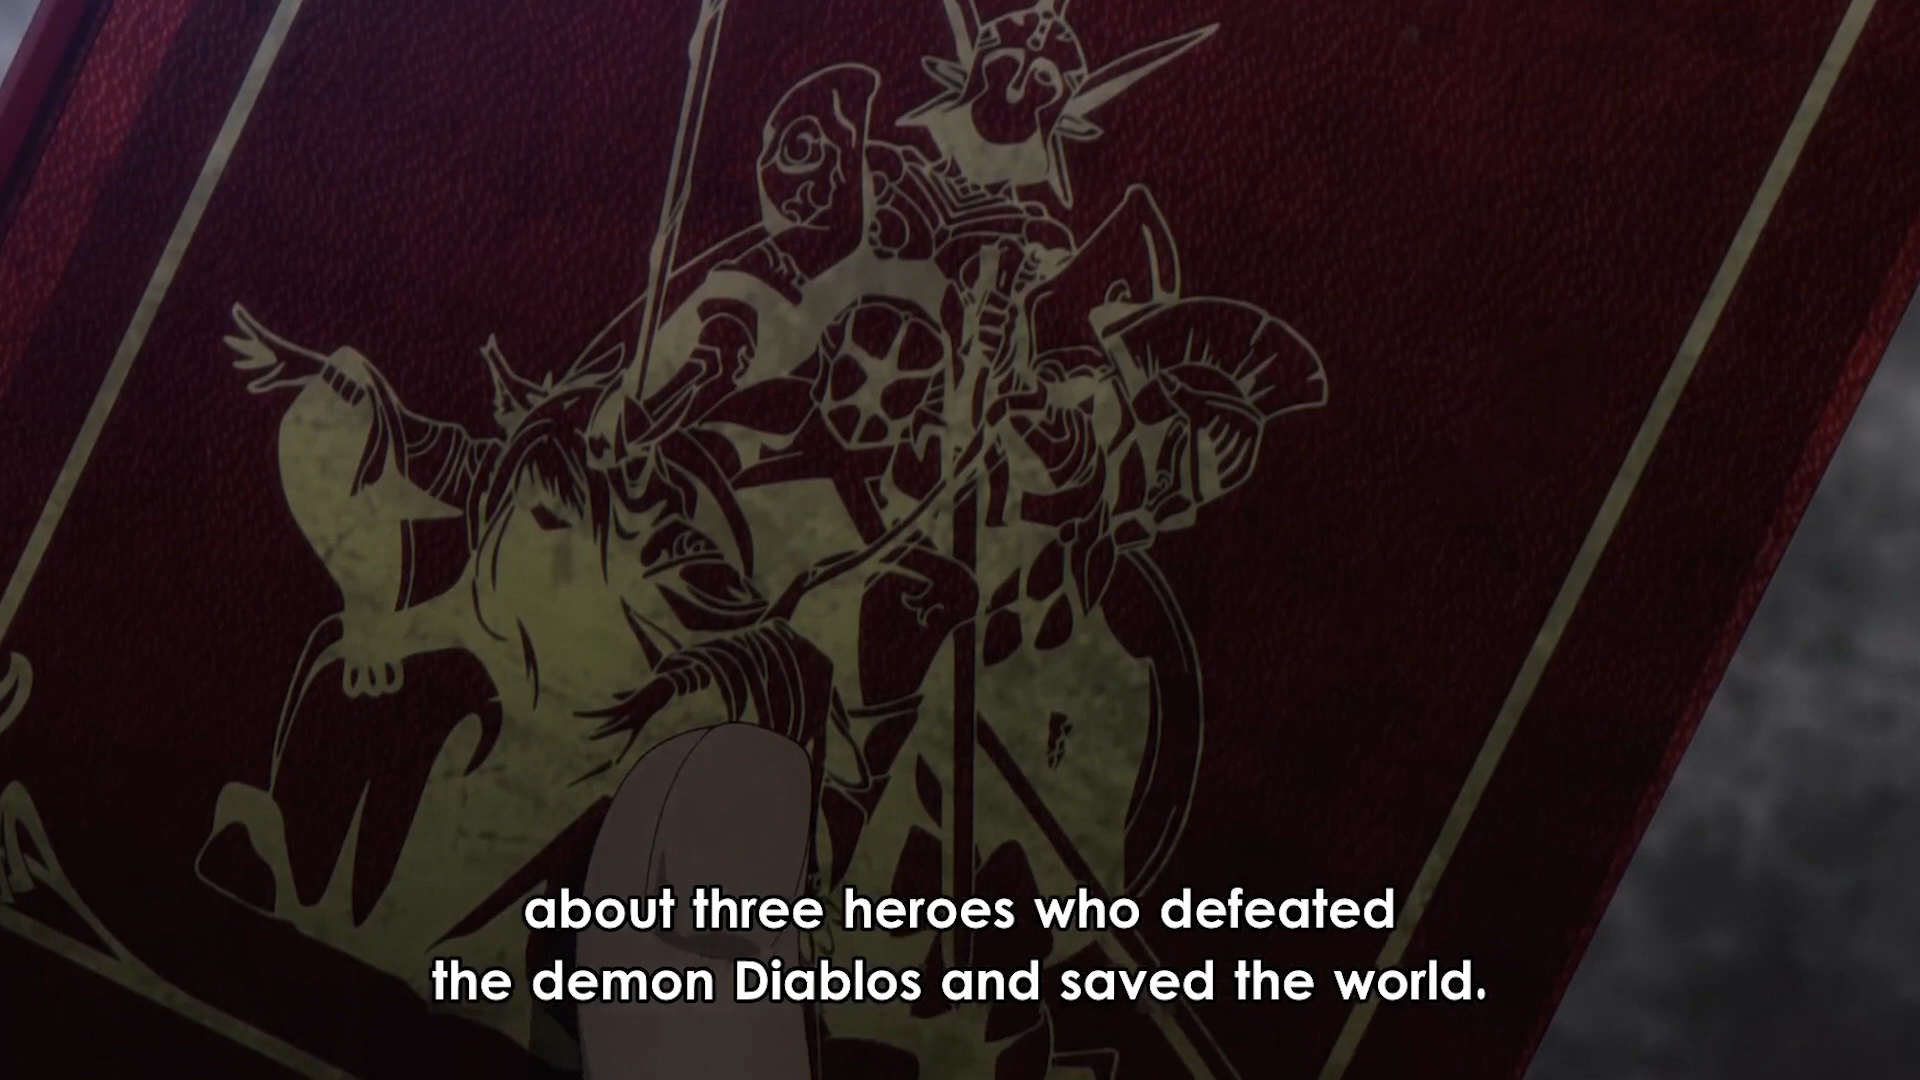 about three heroes who defeated
the demon Diablos and saved the world.